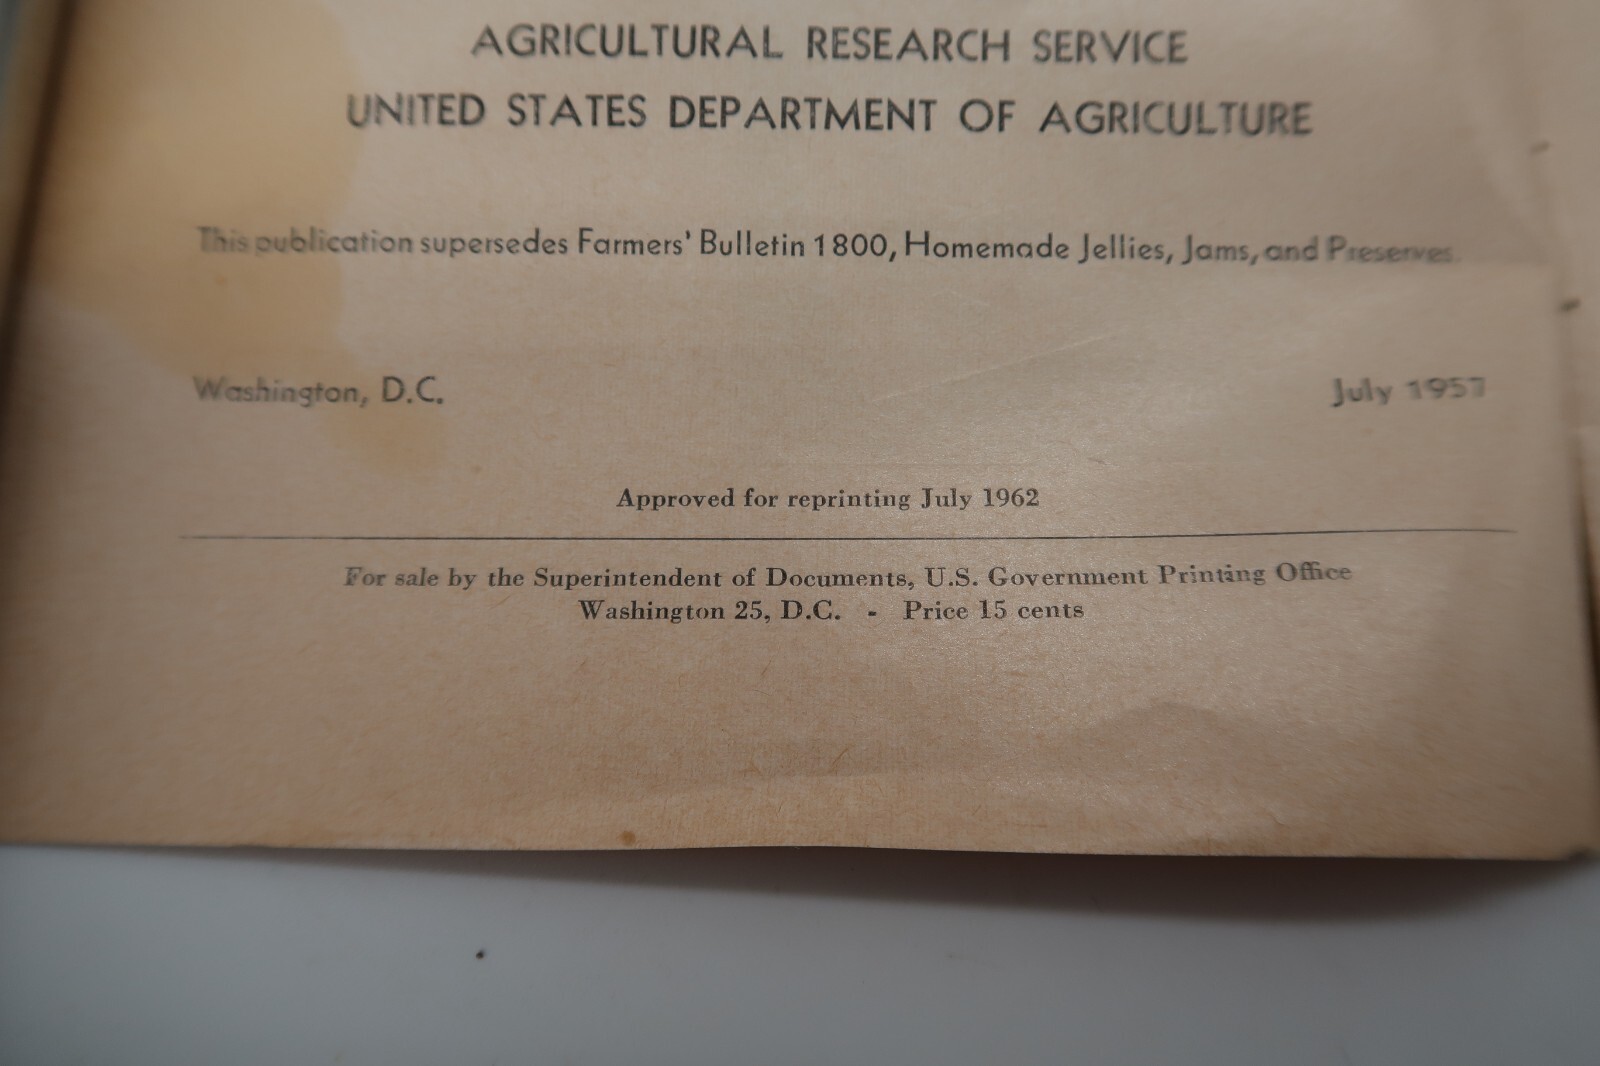 AGRICULTURAL RESEARCH SERVICE
UNITED STATES DEPARTMENT OF AGRICULTURE
This publication supersedes Farmers' Bulletin 1800, Homemade Jellies, Jams, and Preserves.
Washington, D.C. July 1957
Approved for reprinting July 1962
For sale by the Superintendent of Documents, U.S. Government Printing Office
Washington 25, D.C. - Price 15 cents